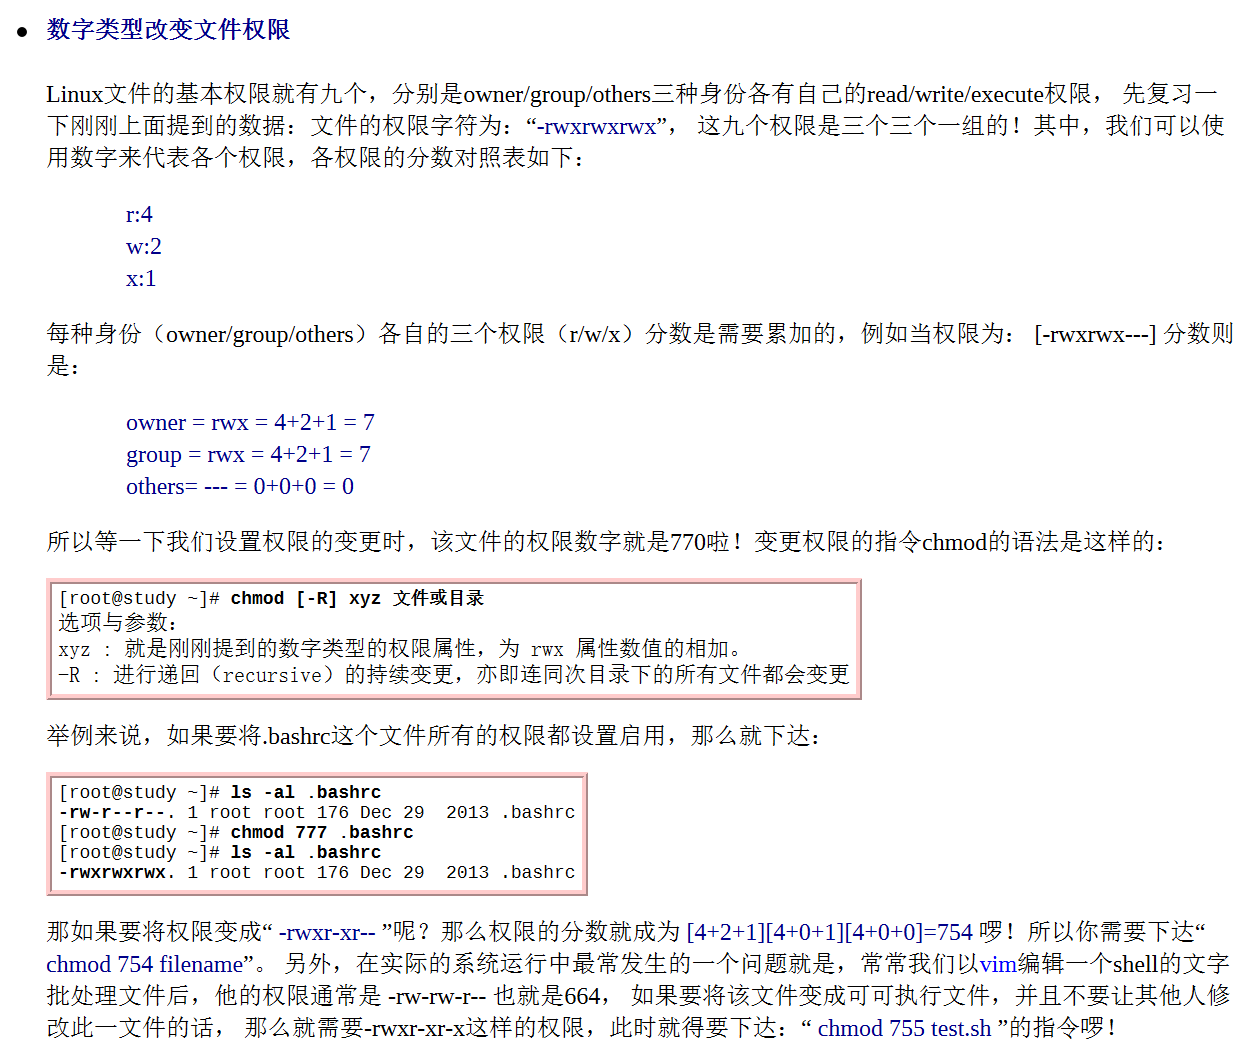 数字类型改变文件权限
Linux文件的基本权限就有九个，分别是owner/group/others三种身份各有自己的read/write/execute权限， 先复习一
下刚刚上面提到的数据：文件的权限字符为：“-rwxrwxrwx”， 这九个权限是三个三个一组的！其中，我们可以使
用数字来代表各个权限，各权限的分数对照表如下：
r:4
w:2
x:1
每种身份（owner/group/others）各自的三个权限（r/w/x）分数是需要累加的，例如当权限为： [-rwxrwx---] 分数则
是：
owner = rwx = 4+2+1 = 7
group = rwx = 4+2+1 = 7
others= --- = 0+0+0 = 0
所以等一下我们设置权限的变更时，该文件的权限数字就是770啦！变更权限的指令chmod的语法是这样的：
[root@study ~]# chmod [-R] xyz 文件或目录
选项与参数：
xyz : 就是刚刚提到的数字类型的权限属性，为 rwx 属性数值的相加。
-R : 进行递回（recursive）的持续变更，亦即连同次目录下的所有文件都会变更
举例来说，如果要将.bashrc这个文件所有的权限都设置启用，那么就下达：
[root@study ~]# ls -al .bashrc
-rw-r--r--. 1 root root 176 Dec 29  2013 .bashrc
[root@study ~]# chmod 777 .bashrc
[root@study ~]# ls -al .bashrc
-rwxrwxrwx. 1 root root 176 Dec 29  2013 .bashrc
那如果要将权限变成“ -rwxr-xr-- ”呢？那么权限的分数就成为 [4+2+1][4+0+1][4+0+0]=754 啰！所以你需要下达“
chmod 754 filename”。 另外，在实际的系统运行中最常发生的一个问题就是，常常我们以vim编辑一个shell的文字
批处理文件后，他的权限通常是 -rw-rw-r-- 也就是664， 如果要将该文件变成可可执行文件，并且不要让其他人修
改此一文件的话， 那么就需要-rwxr-xr-x这样的权限，此时就得要下达：“ chmod 755 test.sh ”的指令啰！